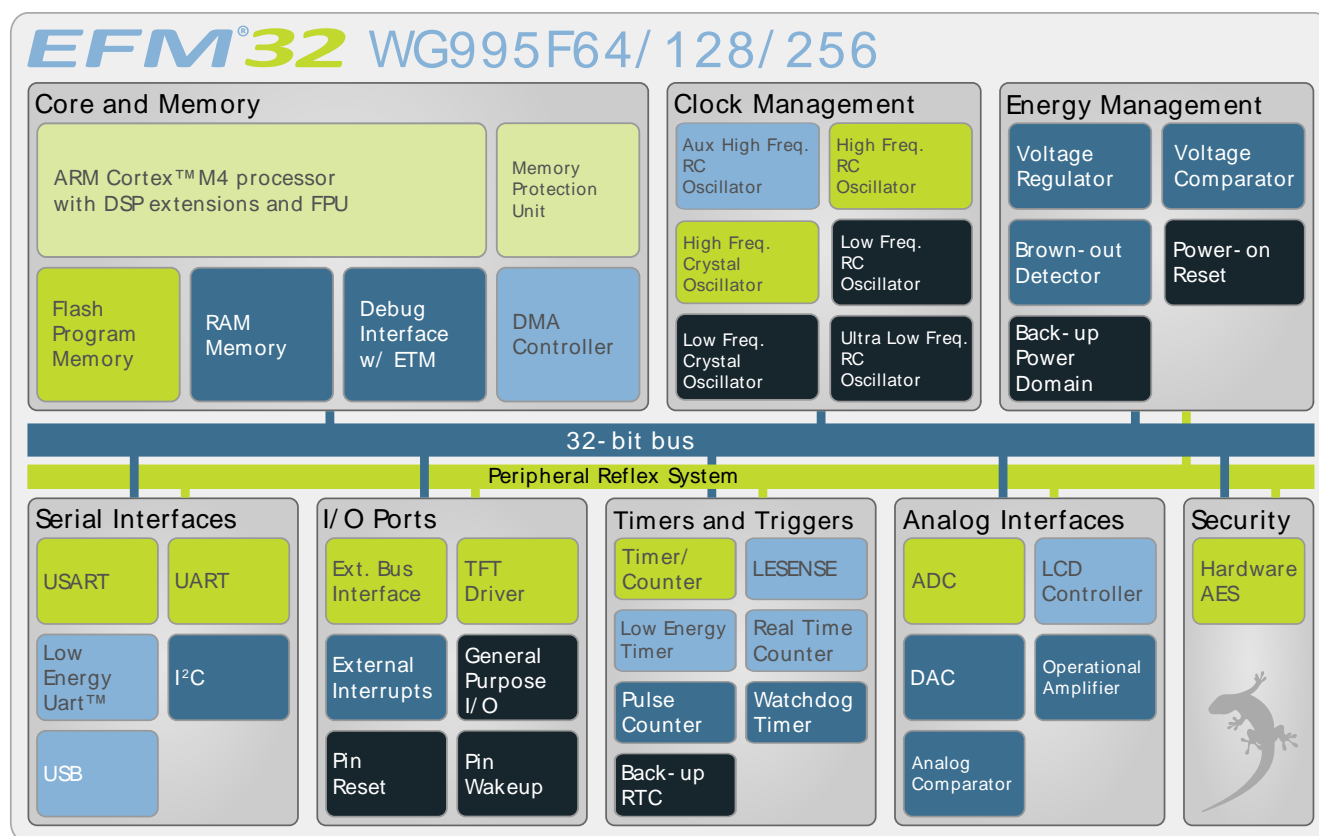 EFM®32 WG995F64/128/256
Core and Memory
ARM Cortex™ M4 processor
with DSP extensions and FPU
Memory
Protection
Unit
Flash
Program
Memory
RAM
Memory
Debug
Interface
w/ ETM
DMA
Controller
Clock Management
Aux High Freq.
RC
Oscillator
High Freq.
RC
Oscillator
High Freq.
Crystal
Oscillator
Low Freq.
RC
Oscillator
Low Freq.
Crystal
Oscillator
Ultra Low Freq.
RC
Oscillator
Energy Management
Voltage
Regulator
Voltage
Comparator
Brown-out
Detector
Power-on
Reset
Back-up
Power
Domain
32-bit bus
Peripheral Reflex System
Serial Interfaces
USART
UART
Low
Energy
Uart™
I²C
USB
I/O Ports
Ext. Bus
Interface
TFT
Driver
External
Interrupts
General
Purpose
I/O
Pin
Reset
Pin
Wakeup
Timers and Triggers
Timer/
Counter
LESENSE
Low Energy
Timer
Real Time
Counter
Pulse
Counter
Watchdog
Timer
Back-up
RTC
Analog Interfaces
ADC
LCD
Controller
DAC
Operational
Amplifier
Analog
Comparator
Security
Hardware
AES